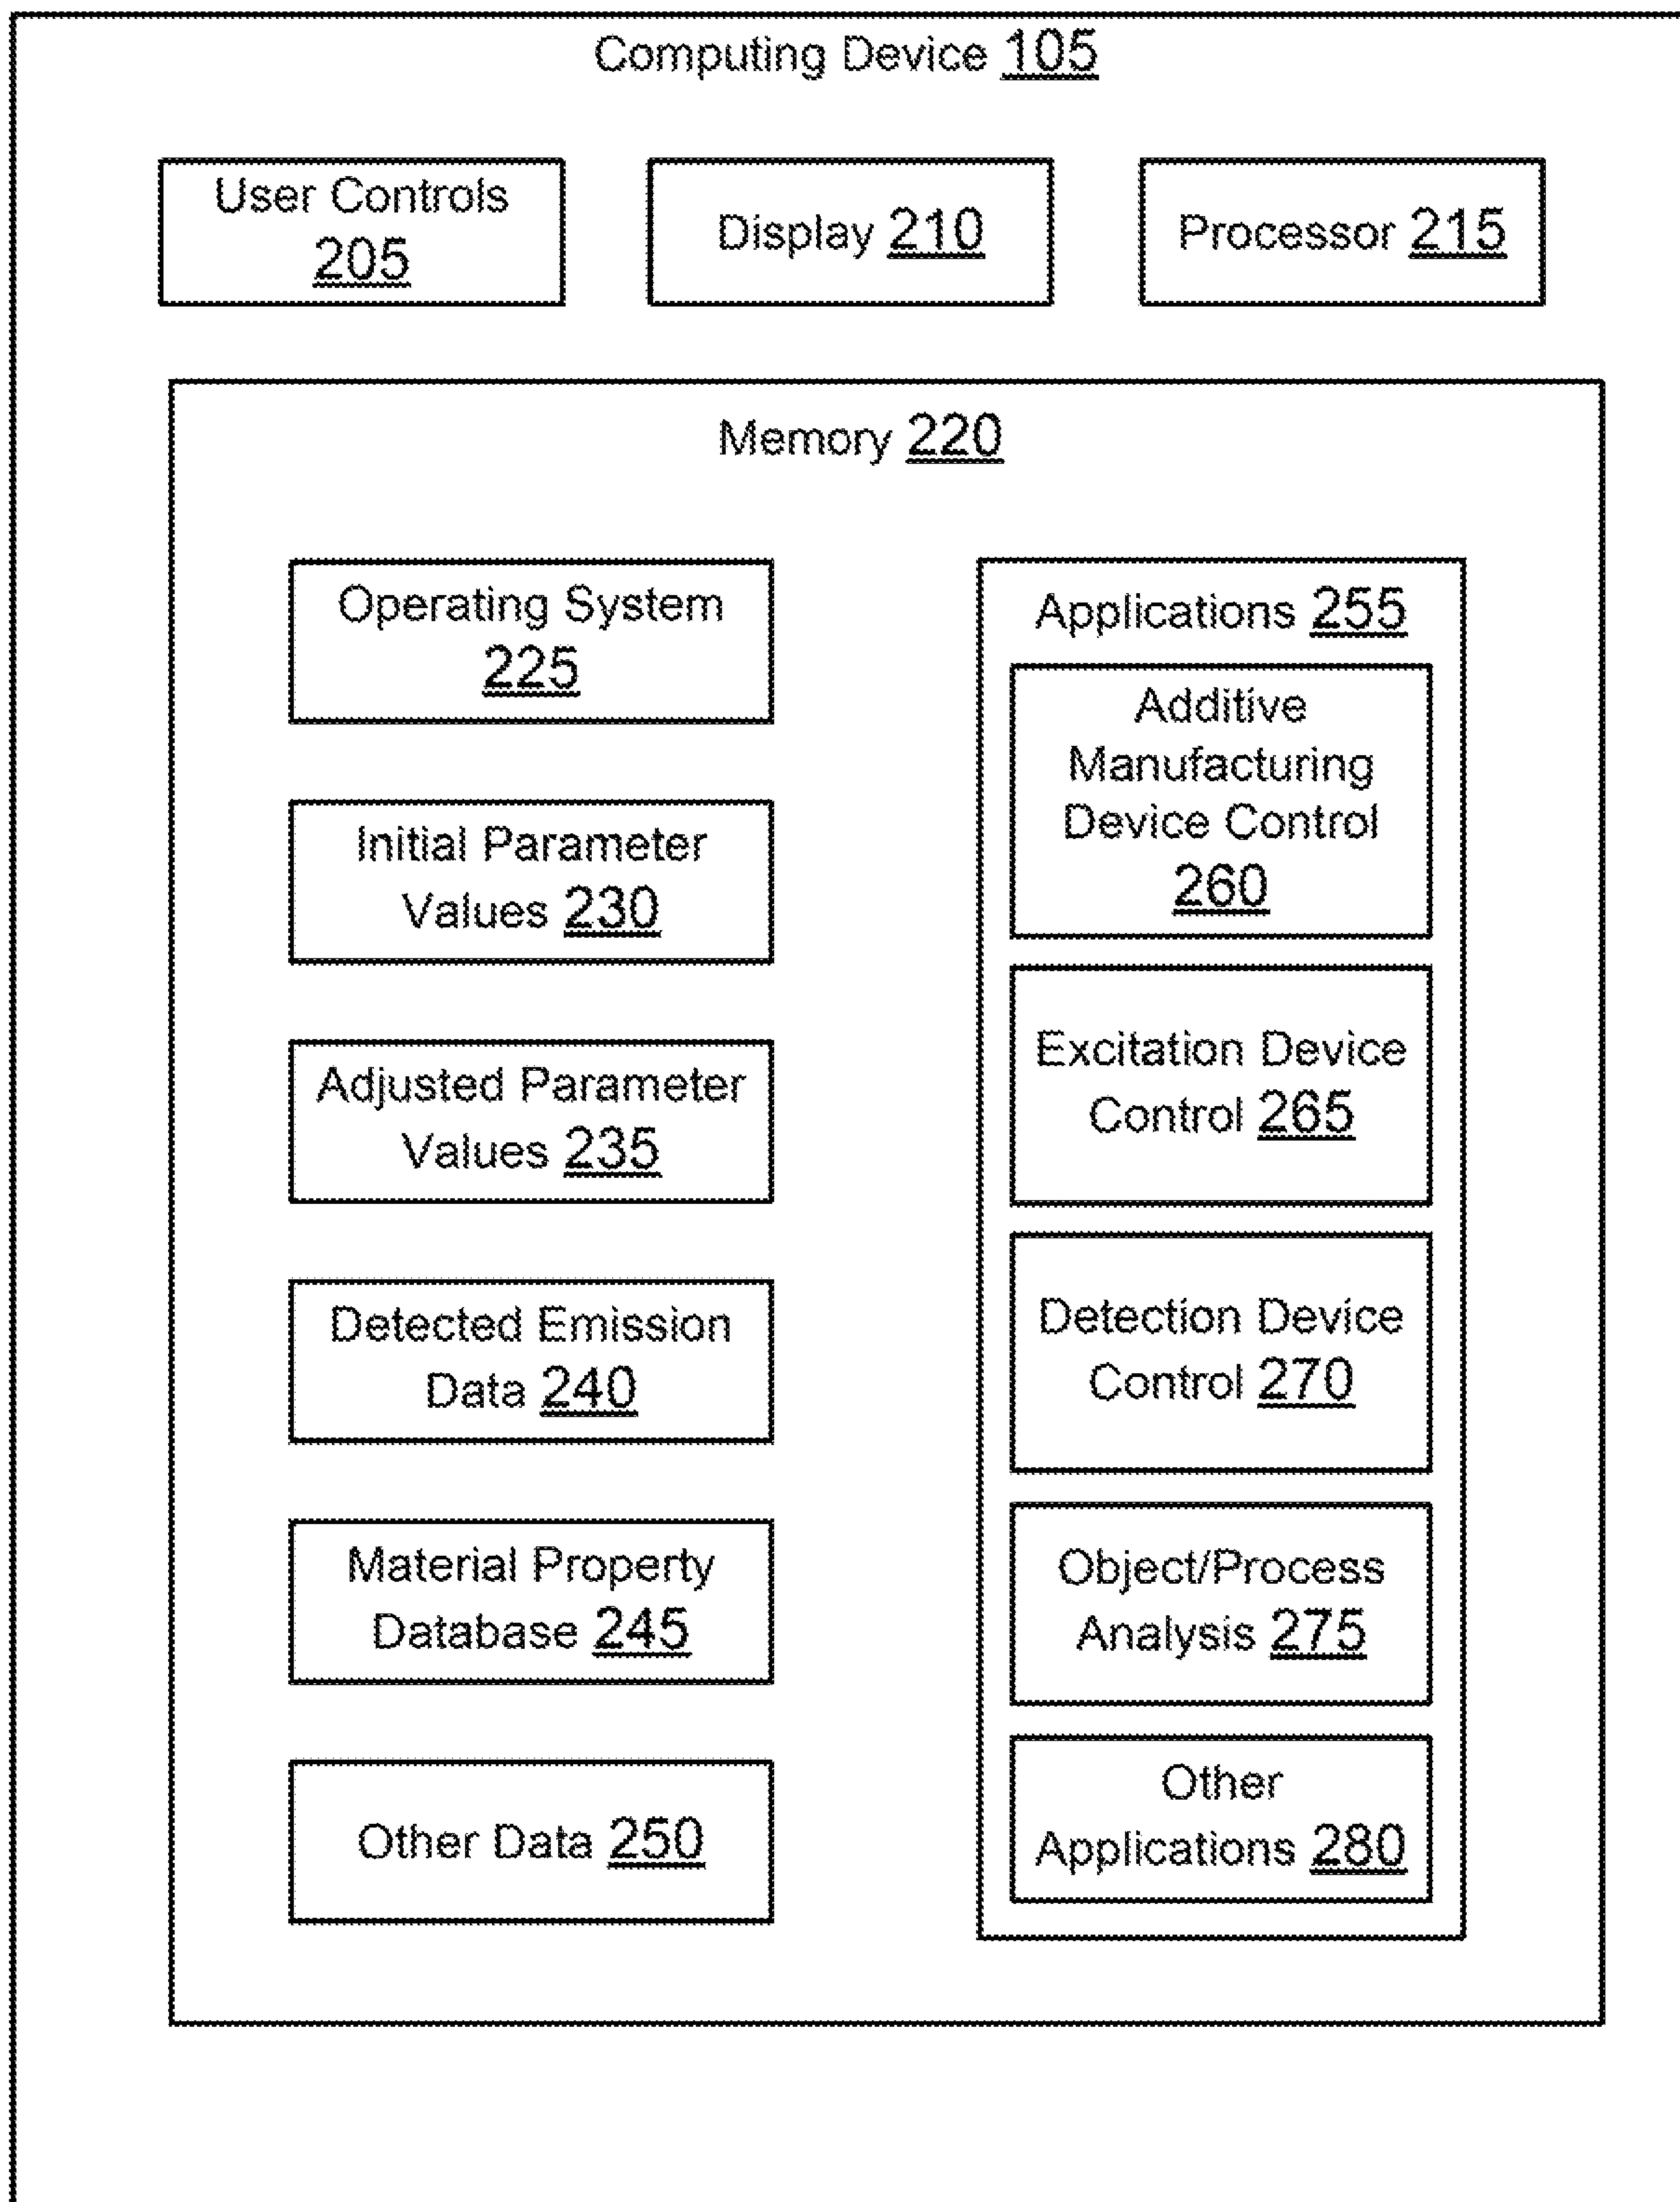 Computing Device 105
User Controls
205
Display 210
Processor 215
Memory 220
Operating System
225
Initial Parameter
Values 230
Adjusted Parameter
Values 235
Detected Emission
Data 240
Material Property
Database 245
Other Data 250
Applications 255
Additive
Manufacturing
Device Control
260
Excitation Device
Control 265
Detection Device
Control 270
Object/Process
Analysis 275
Other
Applications 280